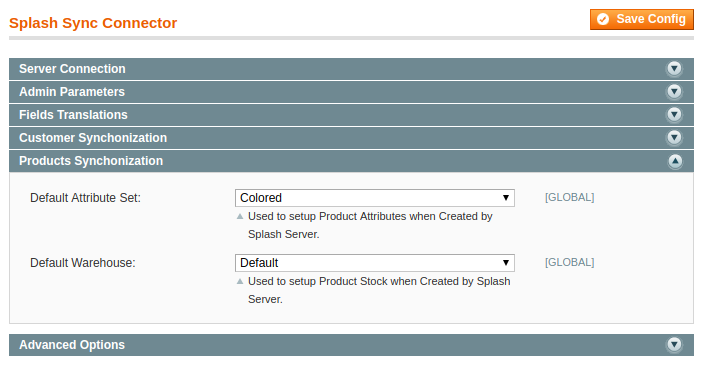 Splash Sync Connector
Save Config
Server Connection
Admin Parameters
Fields Translations
Customer Synchonization
Products Synchonization
Default Attribute Set:
Colored
[GLOBAL]
Used to setup Product Attributes when Created by
Splash Server.
Default Warehouse:
Default
[GLOBAL]
Used to setup Product Stock when Created by Splash
Server.
Advanced Options